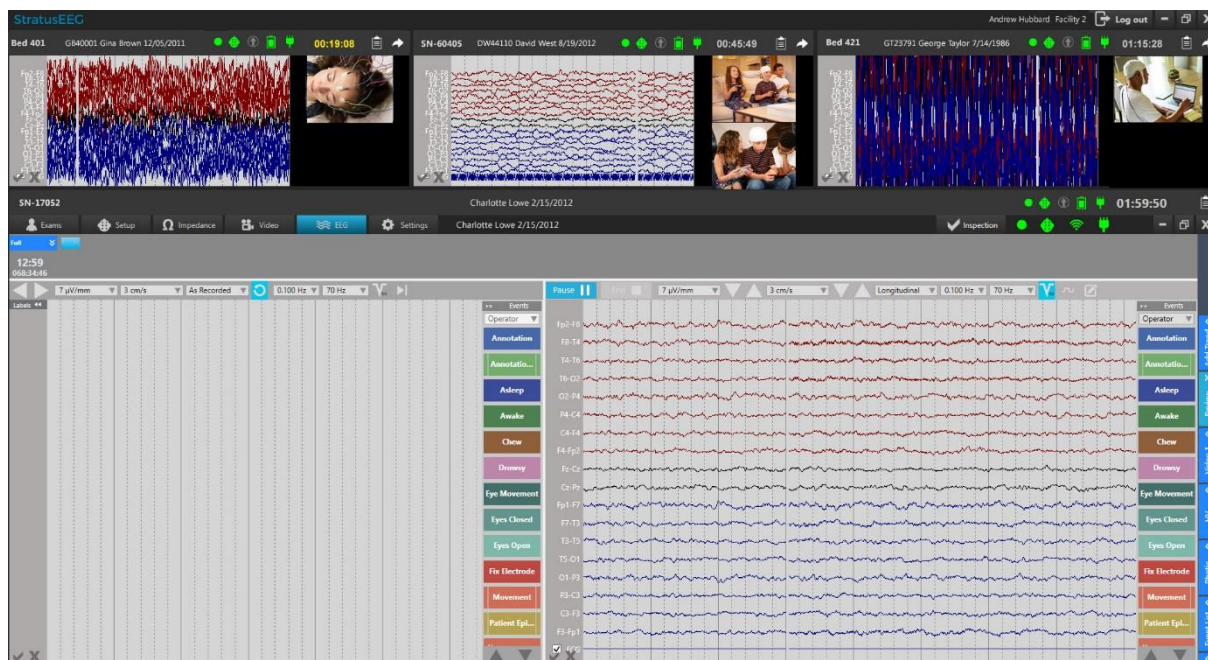 StratusEEG
Andrew Hubbard Facility 2 Log out
Bed 401 GB40001 Gina Brown 12/05/2011 00:19:08
SN-60405 DW44110 David West 8/19/2012 00:45:49
Bed 421 GT23791 George Taylor 7/14/1986 01:15:28
SN-17052 Charlotte Lowe 2/15/2012 01:59:50
Exams Setup Impedance Video EEG Settings Charlotte Lowe 2/15/2012 Inspection
Full
12:59
068:34:46
7 µV/mm 3 cm/s As Recorded 0.100 Hz 70 Hz
Pause 7 µV/mm 3 cm/s Longitudinal 0.100 Hz 70 Hz
Labels
Events
Operator
Annotation
Annotatio...
Asleep
Awake
Chew
Drowsy
Eye Movement
Eyes Closed
Eyes Open
Fix Electrode
Movement
Patient Epi...
Fp2-F8
F8-T4
T4-T6
T6-O2
O2-P4
P4-C4
C4-F4
F4-Fp2
Fz-Cz
Cz-Pz
Fp1-F7
F7-T3
T5-O1
O1-P3
P3-C3
C3-F3
F3-Fp1
Events
Operator
Annotation
Annotatio...
Asleep
Awake
Chew
Drowsy
Eye Movement
Eyes Closed
Eyes Open
Fix Electrode
Movement
Patient Epi...